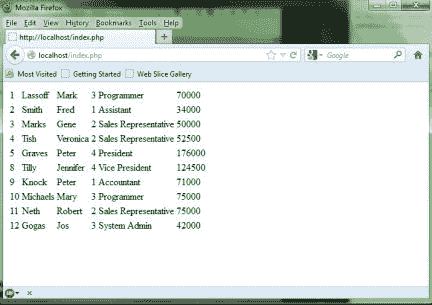 Mozilla Firefox
File Edit View History Bookmarks Tools Help
http://localhost/index.php
localhost/index.php
Google
Most Visited Getting Started Web Slice Gallery
1 Lassoff Mark 3 Programmer 70000
2 Smith Fred 1 Assistant 34000
3 Marks Gene 2 Sales Representative 50000
4 Tish Veronica 2 Sales Representative 52500
5 Graves Peter 4 President 176000
8 Tilly Jennifer 4 Vice President 124500
9 Knock Peter 1 Accountant 71000
10 Michaels Mary 3 Programmer 75000
11 Neth Robert 2 Sales Representative 75000
12 Gogas Jos 3 System Admin 42000